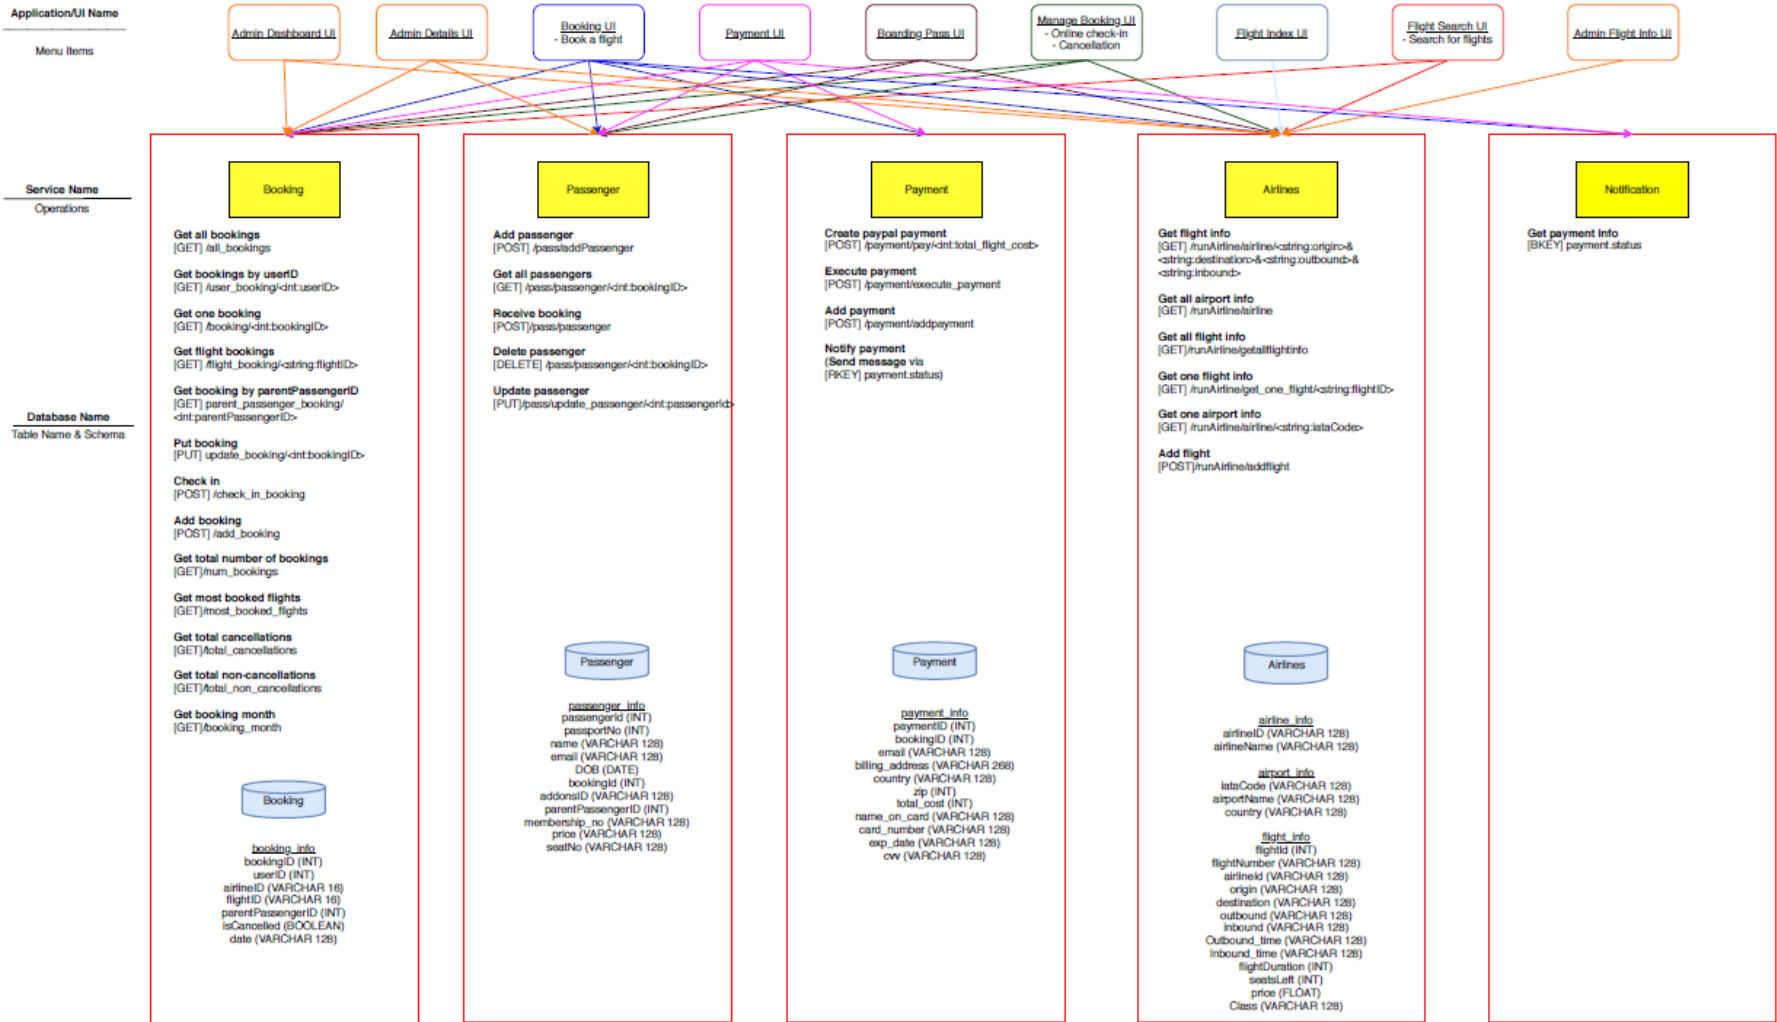 Application/UI Name
Menu Items
Admin Dashboard UI
Admin Details UI
Booking UI
- Book a flight
Payment UI
Boarding Pass UI
Manage Booking UI
- Online check-in
- Cancellation
Flight Index UI
Flight Search UI
- Search for flights
Admin Flight Info UI
Service Name
Operations
Database Name
Table Name & Schema
Booking
Get all bookings
[GET] /all_bookings
Get bookings by userID
[GET] /user_booking/<int:userID>
Get one booking
[GET] /booking/<int:bookingID>
Get flight bookings
[GET] /flight_booking/<string:flightID>
Get booking by parentPassengerID
[GET] parent_passenger_booking/
<int:parentPassengerID>
Put booking
[PUT] update_booking/<int:bookingID>
Check in
[POST] /check_in_booking
Add booking
[POST] /add_booking
Get total number of bookings
[GET]/num_bookings
Get most booked flights
[GET]/most_booked_flights
Get total cancellations
[GET]/total_cancellations
Get total non-cancellations
[GET]/total_non_cancellations
Get booking month
[GET]/booking_month
Booking
booking_info
bookingID (INT)
userID (INT)
airlineID (VARCHAR 16)
flightID (VARCHAR 16)
parentPassengerID (INT)
isCancelled (BOOLEAN)
date (VARCHAR 128)
Passenger
Add passenger
[POST] /pass/addPassenger
Get all passengers
[GET] /pass/passenger/<int:bookingID>
Receive booking
[POST]/pass/passenger
Delete passenger
[DELETE] /pass/passenger/<int:bookingID>
Update passenger
[PUT]/pass/update_passenger/<int:passengerId>
Passenger
passenger_info
passengerId (INT)
passportNo (INT)
name (VARCHAR 128)
email (VARCHAR 128)
DOB (DATE)
bookingId (INT)
addonsID (VARCHAR 128)
parentPassengerID (INT)
membership_no (VARCHAR 128)
price (VARCHAR 128)
seatNo (VARCHAR 128)
Payment
Create paypal payment
[POST] /payment/pay/<int:total_flight_cost>
Execute payment
[POST] /payment/execute_payment
Add payment
[POST] /payment/addpayment
Notify payment
(Send message via
[RKEY] payment.status)
Payment
payment_info
paymentID (INT)
bookingID (INT)
email (VARCHAR 128)
billing_address (VARCHAR 268)
country (VARCHAR 128)
zip (INT)
total_cost (INT)
name_on_card (VARCHAR 128)
card_number (VARCHAR 128)
exp_date (VARCHAR 128)
cvv (VARCHAR 128)
Airlines
Get flight info
[GET] /runAirline/airline/<string:origin>&
<string:destination>&<string:outbound>&
<string:inbound>
Get all airport info
[GET] /runAirline/airline
Get all flight info
[GET]/runAirline/getallflightinfo
Get one flight info
[GET] /runAirline/get_one_flight/<string:flightID>
Get one airport info
[GET] /runAirline/airline/<string:iataCode>
Add flight
[POST]/runAirline/addflight
Airlines
airline_info
airlineID (VARCHAR 128)
airlineName (VARCHAR 128)
airport_info
iataCode (VARCHAR 128)
airportName (VARCHAR 128)
country (VARCHAR 128)
flight_info
flightId (INT)
flightNumber (VARCHAR 128)
airlineId (VARCHAR 128)
origin (VARCHAR 128)
destination (VARCHAR 128)
outbound (VARCHAR 128)
inbound (VARCHAR 128)
Outbound_time (VARCHAR 128)
Inbound_time (VARCHAR 128)
flightDuration (INT)
seatsLeft (INT)
price (FLOAT)
Class (VARCHAR 128)
Notification
Get payment Info
[BKEY] payment.status